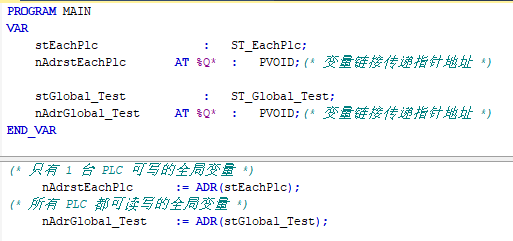 PROGRAM MAIN
VAR
stEachPlc : ST_EachPlc;
nAdrstEachPlc AT %Q* : PVOID;(* 变量链接传递指针地址 *)
stGlobal_Test : ST_Global_Test;
nAdrGlobal_Test AT %Q* : PVOID;(* 变量链接传递指针地址 *)
END_VAR
(* 只有 1 台 PLC 可写的全局变量 *)
nAdrstEachPlc := ADR(stEachPlc);
(* 所有 PLC 都可读写的全局变量 *)
nAdrGlobal_Test := ADR(stGlobal_Test);